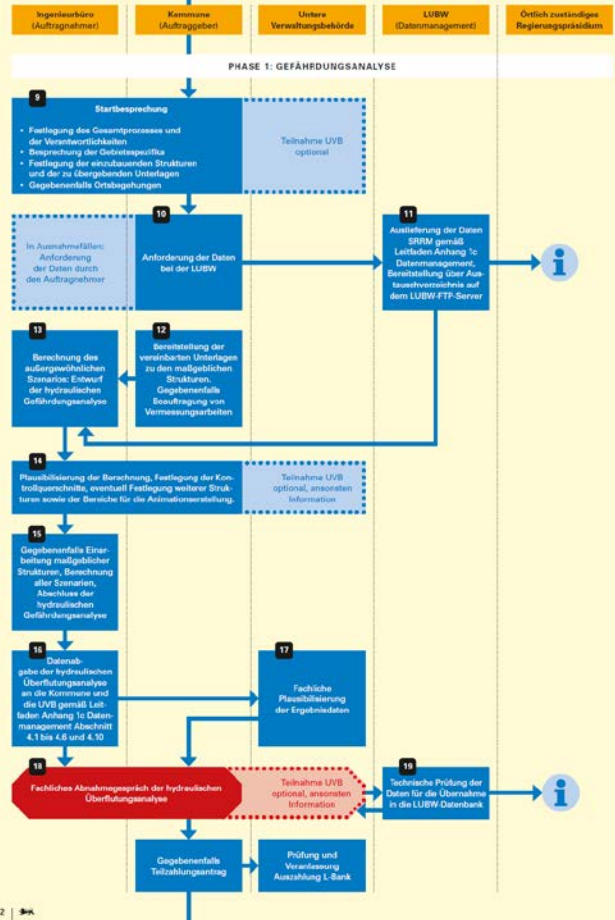 Ingenieurbüro
(Auftragnehmer)
Kommune
(Auftraggeber)
Untere
Verwaltungsbehörde
LUBW
(Datenmanagement)
Örtlich zuständiges
Regierungspräsidium
PHASE 1: GEFÄHRDUNGSANALYSE
9
Startbesprechung
• Festlegung des Gesamtprozesses und
der Verantwortlichkeiten
• Besprechung der Gebietsspezifika
• Festlegung der einzubauenden Strukturen
und der zu übergebenden Unterlagen
• Gegebenenfalls Ortsbegehungen
Teilnahme UVB
optional
In Ausnahmefällen:
Anforderung
der Daten durch
den Auftragnehmer
10
Anforderung der Daten
bei der LUBW
11
Auslieferung der Daten
SRRM gemäß
Leitfaden Anhang 1c
Datenmanagement,
Bereitstellung über Aus-
tauschverzeichnis auf
dem LUBW-FTP-Server
i
13
Berechnung des
außergewöhnlichen
Szenarios: Entwurf
der hydraulischen
Gefährdungsanalyse
12
Bereitstellung der
vereinbarten Unterlagen
zu den maßgeblichen
Strukturen.
Gegebenenfalls
Beauftragung von
Vermessungsarbeiten
14
Plausibilisierung der Berechnung, Festlegung der Kon-
trollquerschnitte, eventuell Festlegung weiterer Struk-
turen sowie der Bereiche für die Animationserstellung.
Teilnahme UVB
optional, ansonsten
Information
15
Gegebenenfalls Einar-
beitung maßgeblicher
Strukturen, Berechnung
aller Szenarien,
Abschluss der
hydraulischen
Gefährdungsanalyse
16
Datenab-
gabe der hydraulischen
Überflutungsanalyse
an die Kommune und
die UVB gemäß Leit-
faden Anhang 1c Daten-
management Abschnitt
4.1 bis 4.6 und 4.10
17
Fachliche
Plausibilisierung
der Ergebnisdaten
18
Fachliches Abnahmegespräch der hydraulischen
Überflutungsanalyse
Teilnahme UVB
optional, ansonsten
Information
19
Technische Prüfung der
Daten für die Übernahme
in die LUBW-Datenbank
i
Gegebenenfalls
Teilzahlungsantrag
Prüfung und
Veranlassung
Auszahlung L-Bank
2 |